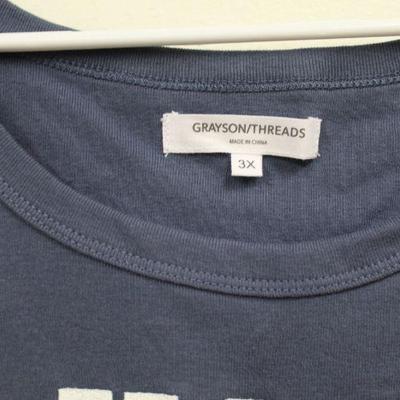 GRAYSON/THREADS
MADE IN CHINA
3X